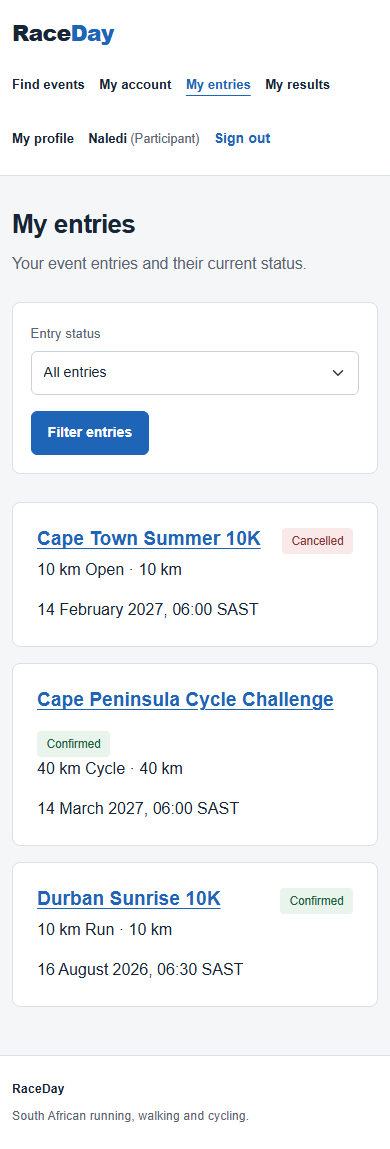 RaceDay
Find events My account My entries My results
My profile Naledi (Participant) Sign out
My entries
Your event entries and their current status.
Entry status
All entries
Filter entries
Cape Town Summer 10K Cancelled
10 km Open · 10 km
14 February 2027, 06:00 SAST
Cape Peninsula Cycle Challenge
Confirmed
40 km Cycle · 40 km
14 March 2027, 06:00 SAST
Durban Sunrise 10K Confirmed
10 km Run · 10 km
16 August 2026, 06:30 SAST
RaceDay
South African running, walking and cycling.